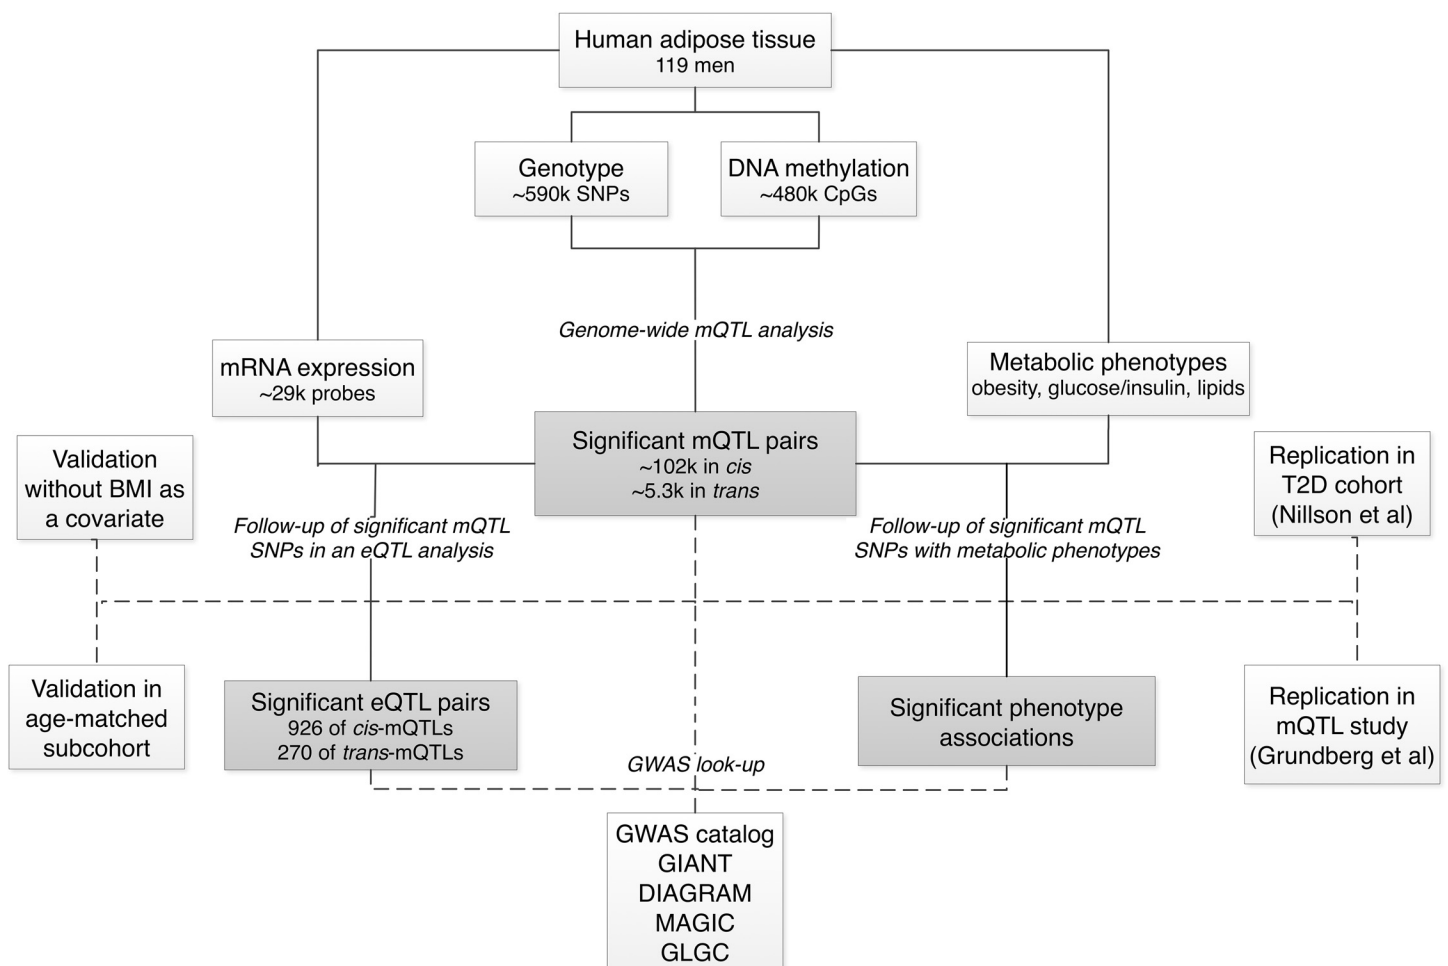 Human adipose tissue
119 men
Genotype
~590k SNPs
DNA methylation
~480k CpGs
Genome-wide mQTL analysis
mRNA expression
~29k probes
Metabolic phenotypes
obesity, glucose/insulin, lipids
Significant mQTL pairs
~102k in cis
~5.3k in trans
Validation
without BMI as
a covariate
Replication in
T2D cohort
(Nillson et al)
Follow-up of significant mQTL
SNPs in an eQTL analysis
Follow-up of significant mQTL
SNPs with metabolic phenotypes
Validation in
age-matched
subcohort
Significant eQTL pairs
926 of cis-mQTLs
270 of trans-mQTLs
Significant phenotype
associations
Replication in
mQTL study
(Grundberg et al)
GWAS look-up
GWAS catalog
GIANT
DIAGRAM
MAGIC
GLGC